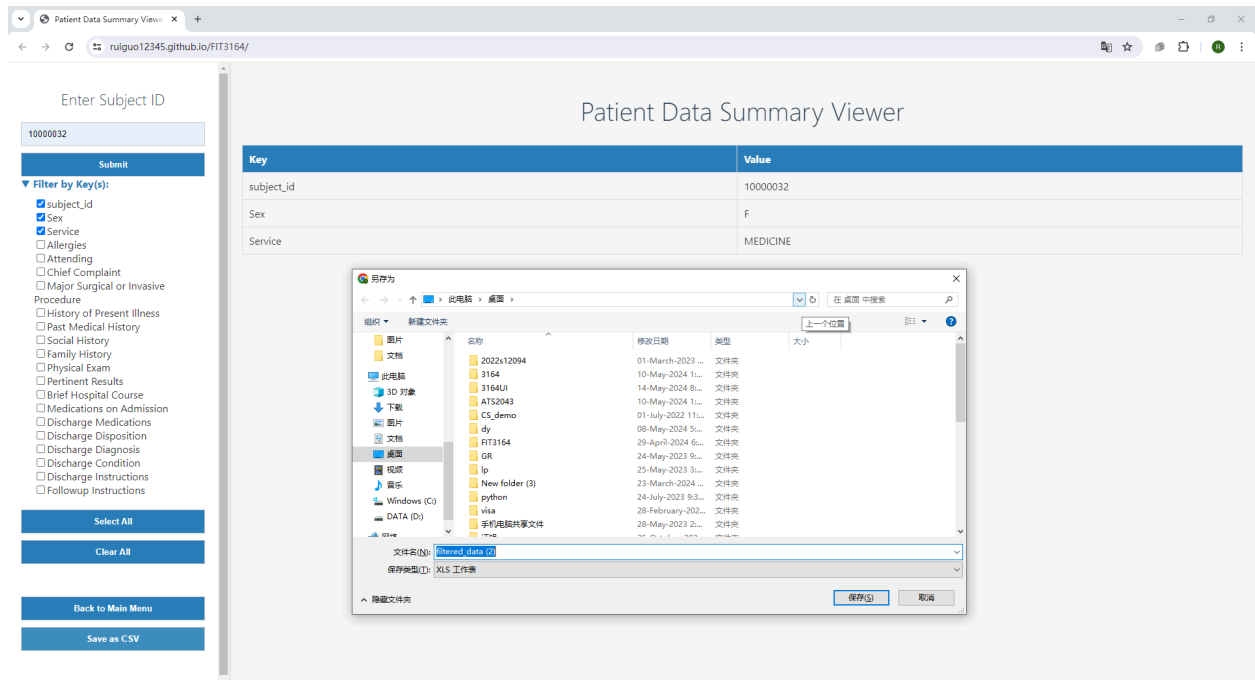 Patient Data Summary Viewe
ruiguo12345.github.io/FIT3164/
R
Enter Subject ID
10000032
Submit
▼ Filter by Key(s):
subject_id
Sex
Service
Allergies
Attending
Chief Complaint
Major Surgical or Invasive
Procedure
History of Present Illness
Past Medical History
Social History
Family History
Physical Exam
Pertinent Results
Brief Hospital Course
Medications on Admission
Discharge Medications
Discharge Disposition
Discharge Diagnosis
Discharge Condition
Discharge Instructions
Followup Instructions
Select All
Clear All
Back to Main Menu
Save as CSV
Patient Data Summary Viewer
Key Value
subject_id 10000032
Sex F
Service MEDICINE
另存为
此电脑 › 桌面 ›
在 桌面 中搜索
组织 新建文件夹
上一个位置
图片
文档
此电脑
3D 对象
下载
图片
文档
桌面
视频
音乐
Windows (C:)
DATA (D:)
名称 修改日期 类型 大小
2022s12094 01-March-2023 ... 文件夹
3164 10-May-2024 1:... 文件夹
3164UI 14-May-2024 8:... 文件夹
ATS2043 10-May-2024 1:... 文件夹
CS_demo 01-July-2022 11:... 文件夹
dy 08-May-2024 5:... 文件夹
FIT3164 29-April-2024 6:... 文件夹
GR 24-May-2023 9:... 文件夹
lp 25-May-2023 3:... 文件夹
New folder (3) 23-March-2024 ... 文件夹
python 24-July-2023 9:3... 文件夹
visa 28-February-202... 文件夹
手机电脑共享文件 28-May-2023 2:... 文件夹
文件名(N): filtered_data (2)
保存类型(T): XLS 工作表
隐藏文件夹
保存(S) 取消